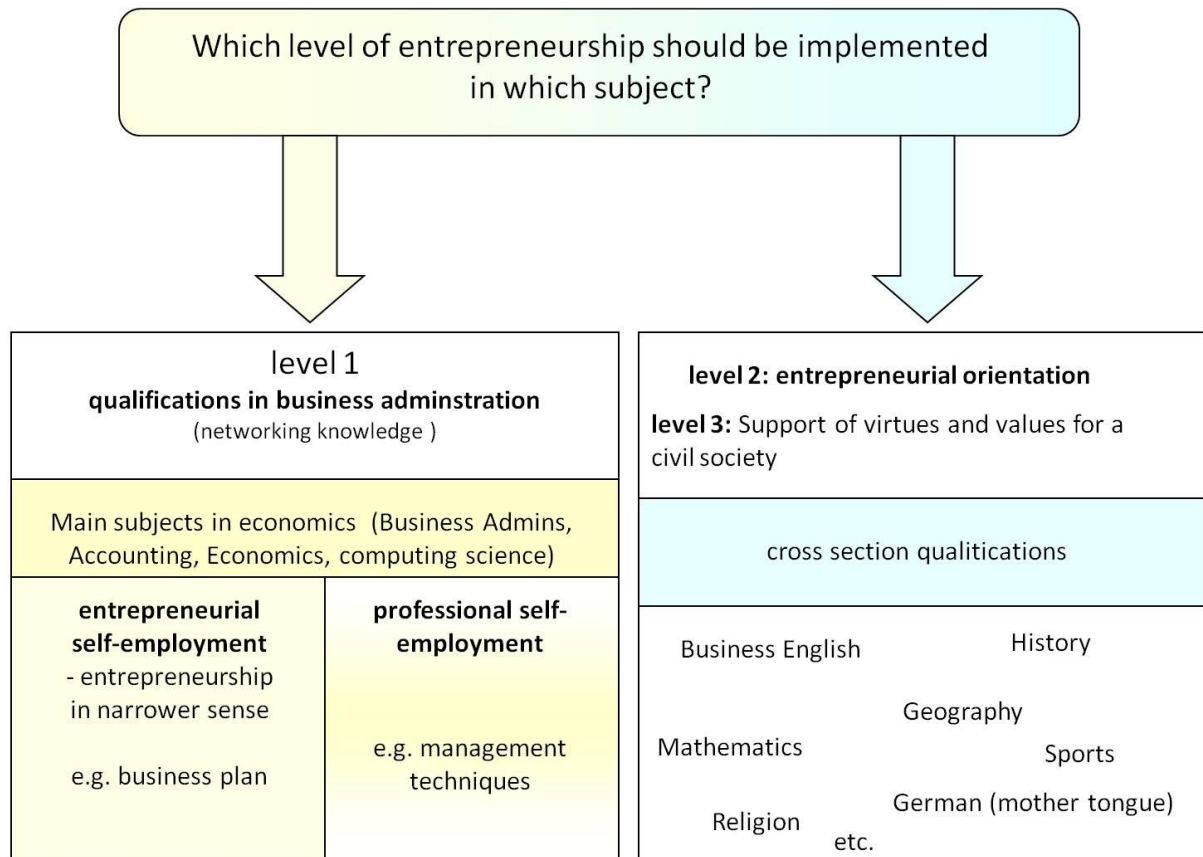 Which level of entrepreneurship should be implemented
in which subject?
level 1
qualifications in business adminstration
(networking knowledge )
Main subjects in economics (Business Admins,
Accounting, Economics, computing science)
entrepreneurial
self-employment
- entrepreneurship
in narrower sense
e.g. business plan
professional self-
employment
e.g. management
techniques
level 2: entrepreneurial orientation
level 3: Support of virtues and values for a
civil society
cross section qualitications
Business English
History
Geography
Mathematics
Sports
German (mother tongue)
Religion
etc.